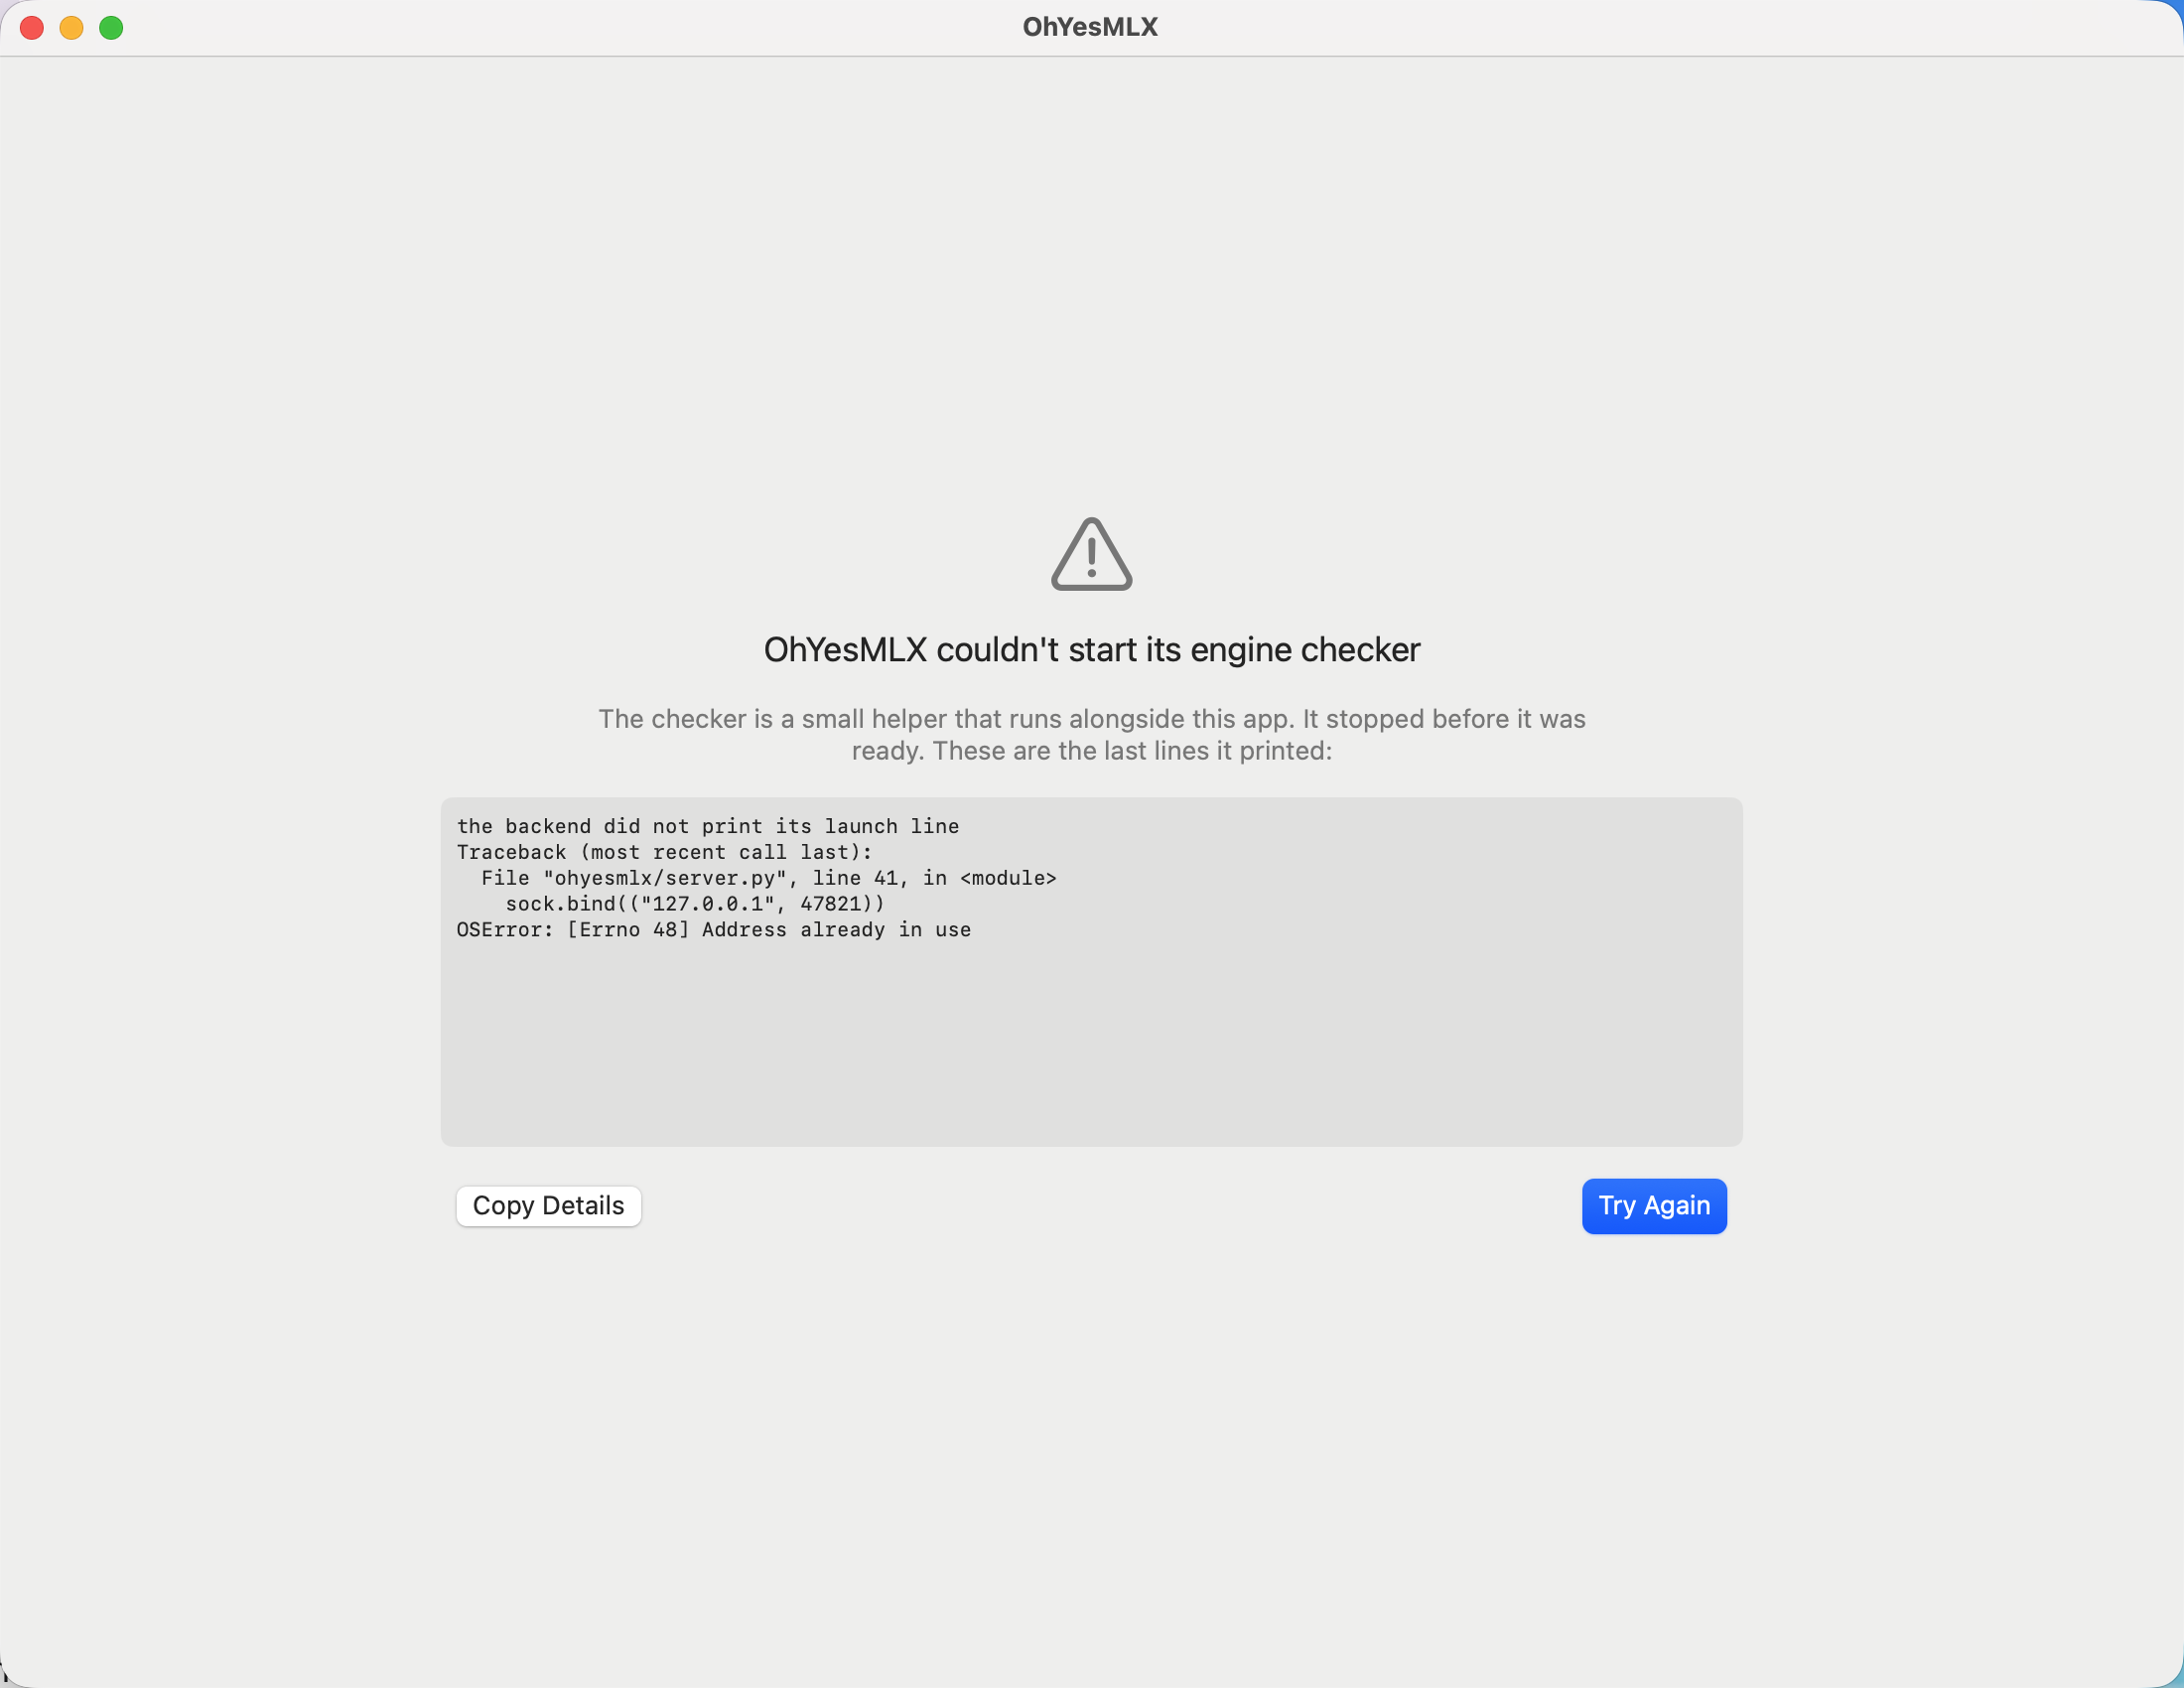 OhYesMLX
OhYesMLX couldn't start its engine checker
The checker is a small helper that runs alongside this app. It stopped before it was
ready. These are the last lines it printed:
the backend did not print its launch line
Traceback (most recent call last):
  File "ohyesmlx/server.py", line 41, in <module>
    sock.bind(("127.0.0.1", 47821))
OSError: [Errno 48] Address already in use
Copy Details
Try Again